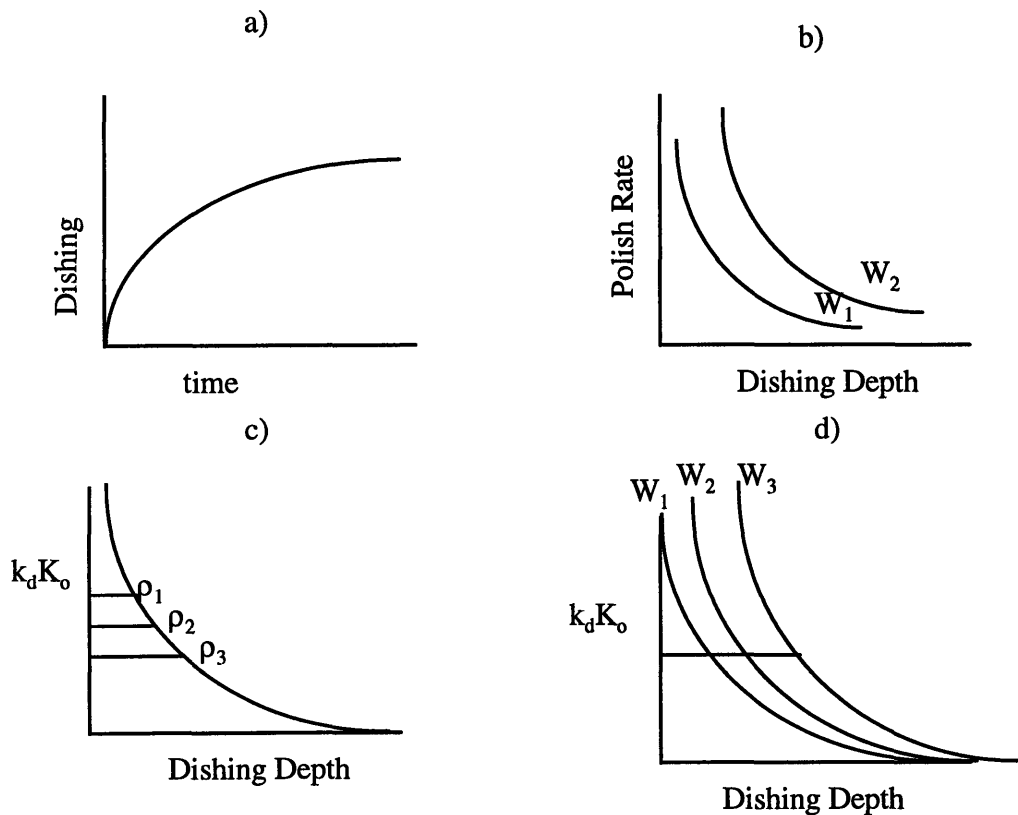 a)
Dishing
time
b)
Polish Rate
W₂
W₁
Dishing Depth
c)
kdKo
ρ₁
ρ₂
ρ₃
Dishing Depth
d)
W₁ W₂ W₃
kdKo
Dishing Depth